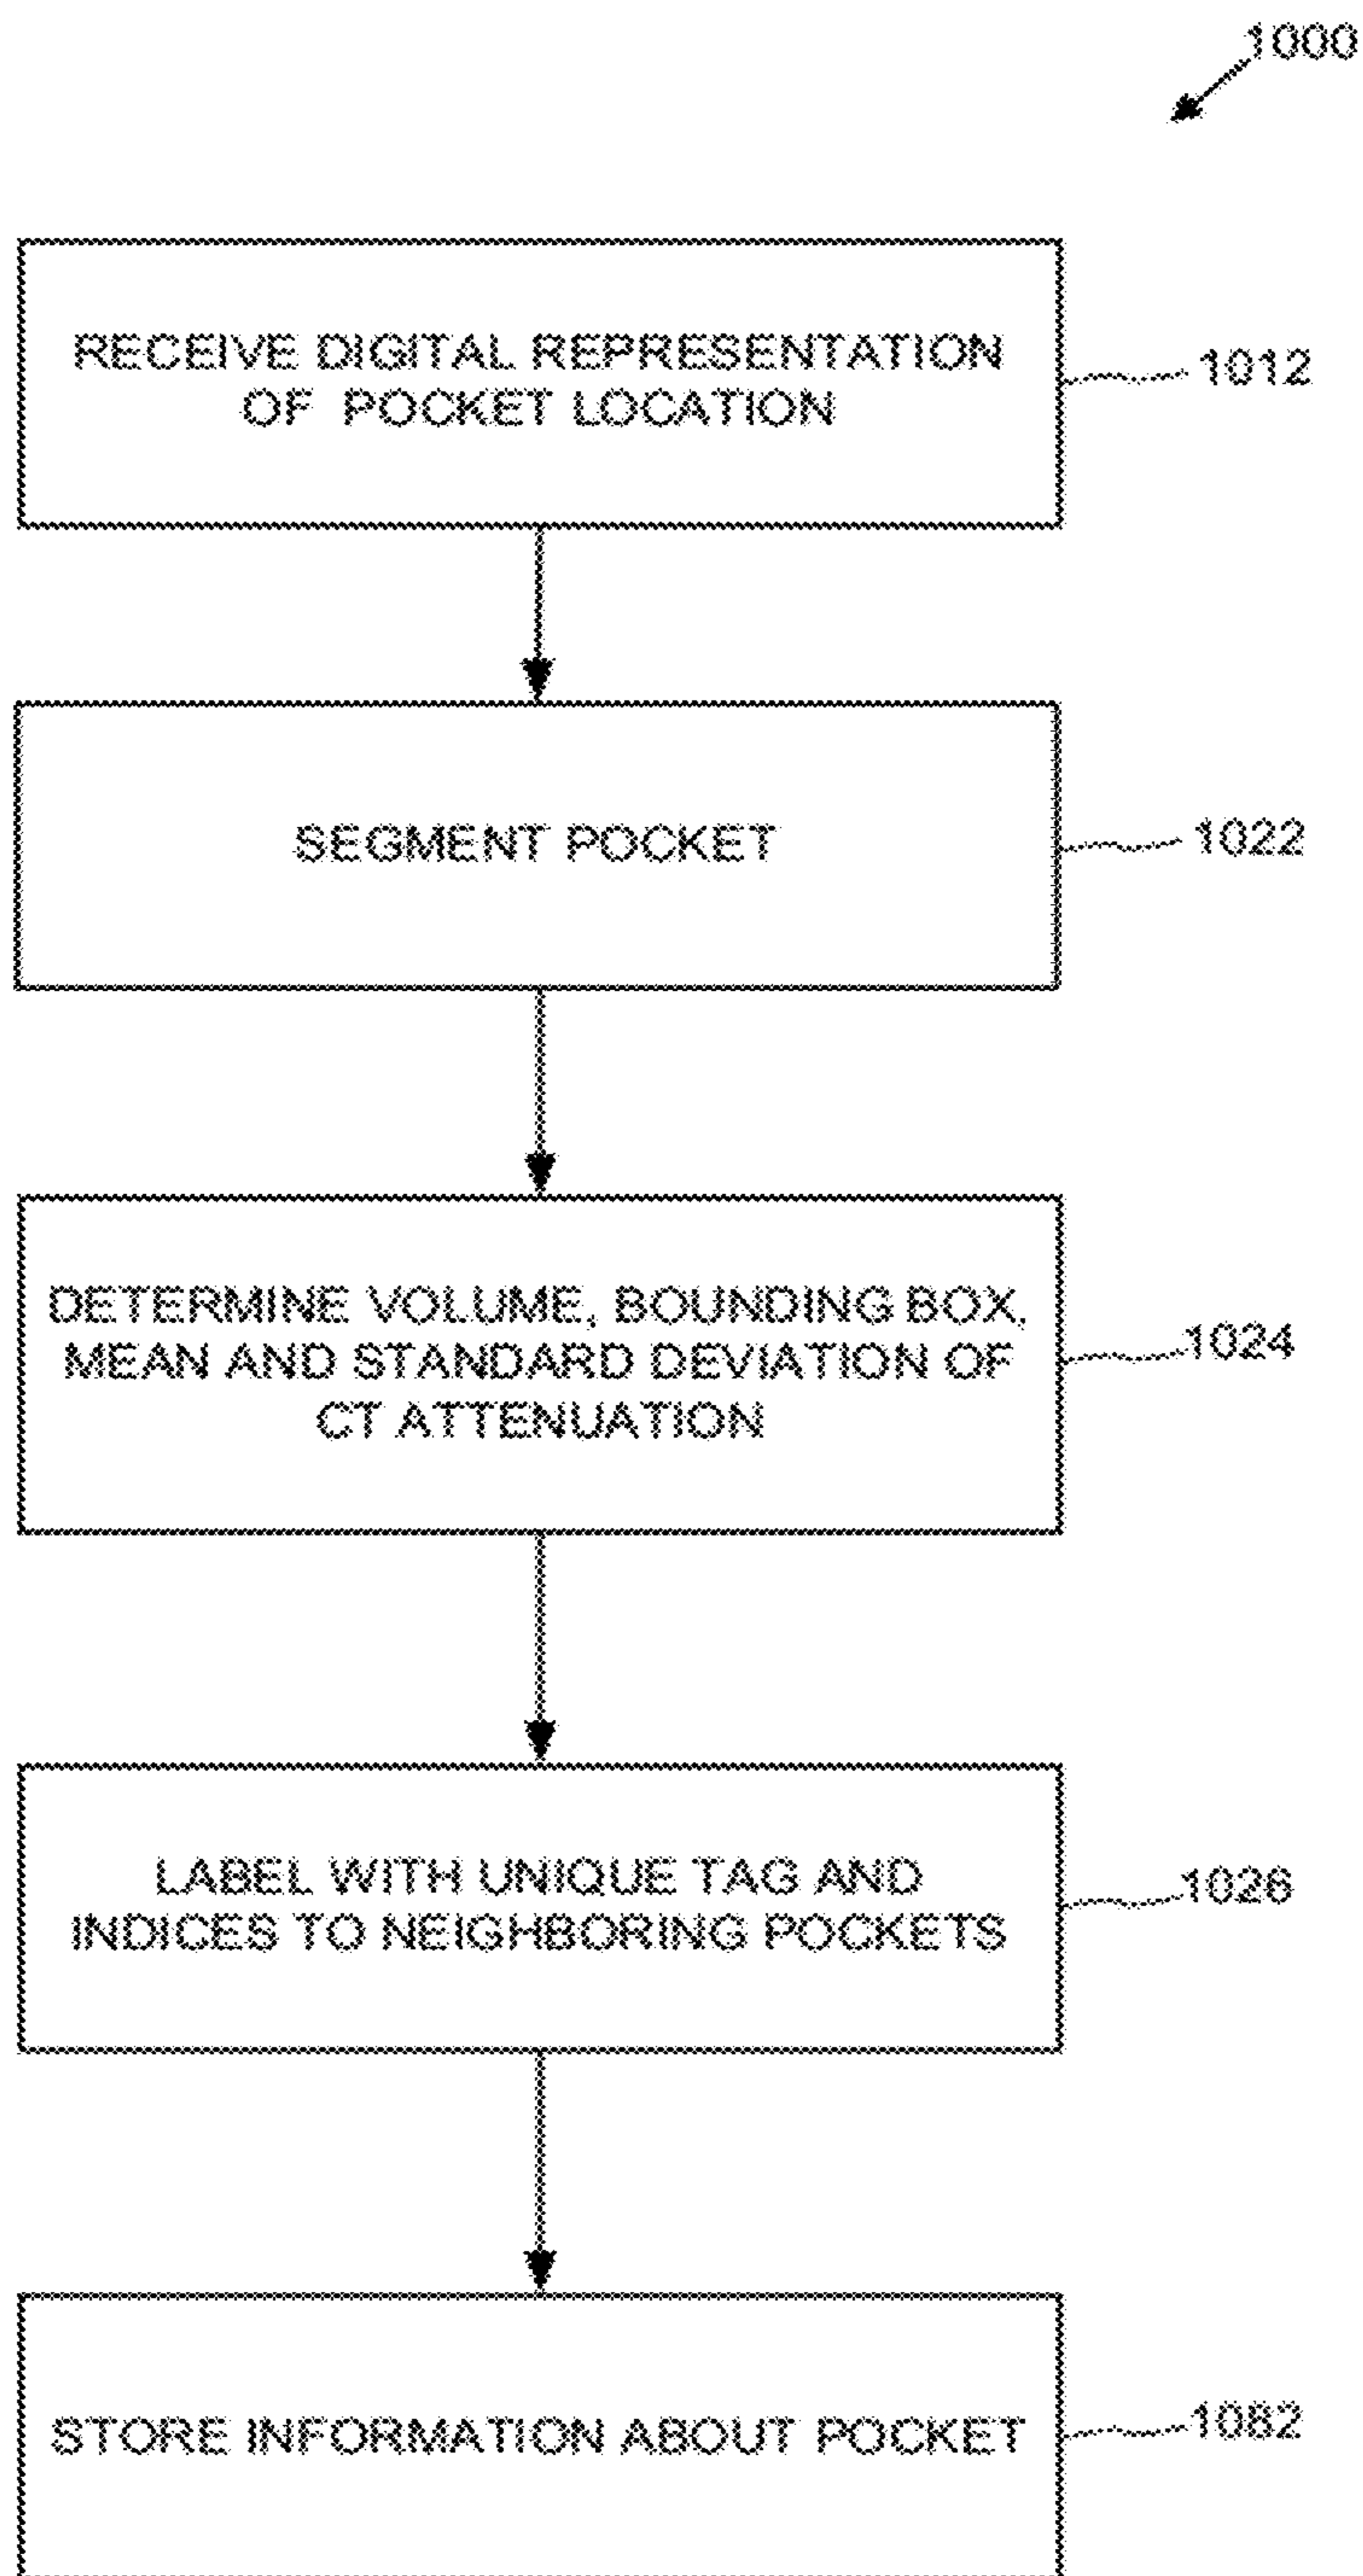 1000
RECEIVE DIGITAL REPRESENTATION
OF POCKET LOCATION
1012
SEGMENT POCKET
1022
DETERMINE VOLUME, BOUNDING BOX,
MEAN AND STANDARD DEVIATION OF
CT ATTENUATION
1024
LABEL WITH UNIQUE TAG AND
INDICES TO NEIGHBORING POCKETS
1026
STORE INFORMATION ABOUT POCKET
1082